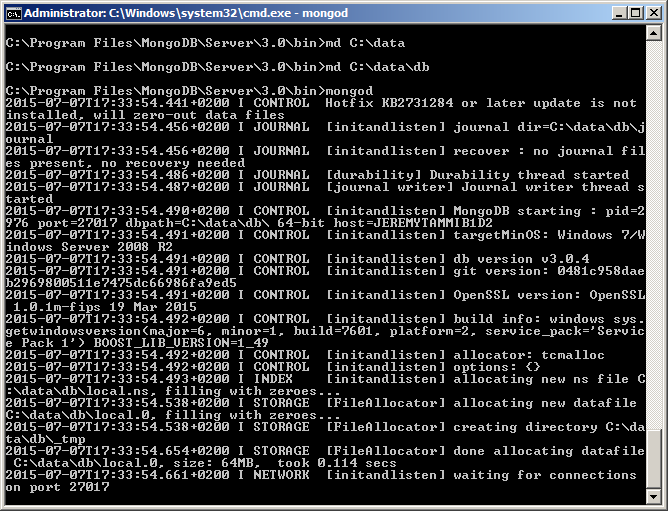 Administrator: C:\Windows\system32\cmd.exe - mongod
C:\Program Files\MongoDB\Server\3.0\bin>md C:\data
C:\Program Files\MongoDB\Server\3.0\bin>md C:\data\db
C:\Program Files\MongoDB\Server\3.0\bin>mongod
2015-07-07T17:33:54.441+0200 I CONTROL  Hotfix KB2731284 or later update is not
installed, will zero-out data files
2015-07-07T17:33:54.456+0200 I JOURNAL  [initandlisten] journal dir=C:\data\db\j
ournal
2015-07-07T17:33:54.456+0200 I JOURNAL  [initandlisten] recover : no journal fil
es present, no recovery needed
2015-07-07T17:33:54.486+0200 I JOURNAL  [durability] Durability thread started
2015-07-07T17:33:54.487+0200 I JOURNAL  [journal writer] Journal writer thread s
tarted
2015-07-07T17:33:54.490+0200 I CONTROL  [initandlisten] MongoDB starting : pid=2
976 port=27017 dbpath=C:\data\db\ 64-bit host=JEREMYTAMMIB1D2
2015-07-07T17:33:54.491+0200 I CONTROL  [initandlisten] targetMinOS: Windows 7/W
indows Server 2008 R2
2015-07-07T17:33:54.491+0200 I CONTROL  [initandlisten] db version v3.0.4
2015-07-07T17:33:54.491+0200 I CONTROL  [initandlisten] git version: 0481c958dae
b2969800511e7475dc66986fa9ed5
2015-07-07T17:33:54.491+0200 I CONTROL  [initandlisten] OpenSSL version: OpenSSL
 1.0.1m-fips 19 Mar 2015
2015-07-07T17:33:54.492+0200 I CONTROL  [initandlisten] build info: windows sys.
getwindowsversion(major=6, minor=1, build=7601, platform=2, service_pack='Servic
e Pack 1') BOOST_LIB_VERSION=1_49
2015-07-07T17:33:54.492+0200 I CONTROL  [initandlisten] allocator: tcmalloc
2015-07-07T17:33:54.492+0200 I CONTROL  [initandlisten] options: {}
2015-07-07T17:33:54.493+0200 I INDEX    [initandlisten] allocating new ns file C
:\data\db\local.ns, filling with zeroes...
2015-07-07T17:33:54.538+0200 I STORAGE  [FileAllocator] allocating new datafile
C:\data\db\local.0, filling with zeroes...
2015-07-07T17:33:54.538+0200 I STORAGE  [FileAllocator] creating directory C:\da
ta\db\_tmp
2015-07-07T17:33:54.654+0200 I STORAGE  [FileAllocator] done allocating datafile
 C:\data\db\local.0, size: 64MB,  took 0.114 secs
2015-07-07T17:33:54.661+0200 I NETWORK  [initandlisten] waiting for connections
on port 27017